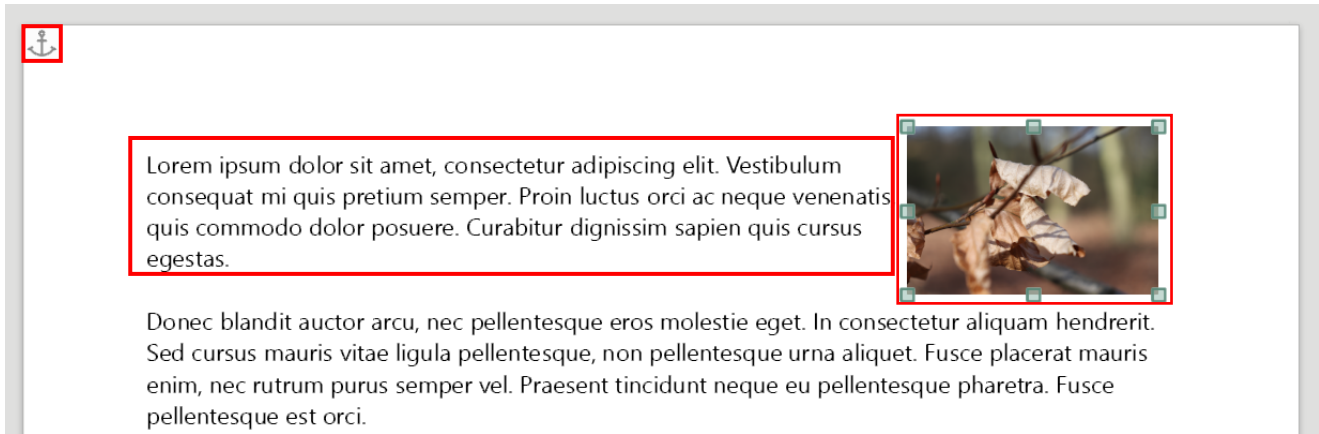 Lorem ipsum dolor sit amet, consectetur adipiscing elit. Vestibulum
consequat mi quis pretium semper. Proin luctus orci ac neque venenatis
quis commodo dolor posuere. Curabitur dignissim sapien quis cursus
egestas.
Donec blandit auctor arcu, nec pellentesque eros molestie eget. In consectetur aliquam hendrerit.
Sed cursus mauris vitae ligula pellentesque, non pellentesque urna aliquet. Fusce placerat mauris
enim, nec rutrum purus semper vel. Praesent tincidunt neque eu pellentesque pharetra. Fusce
pellentesque est orci.